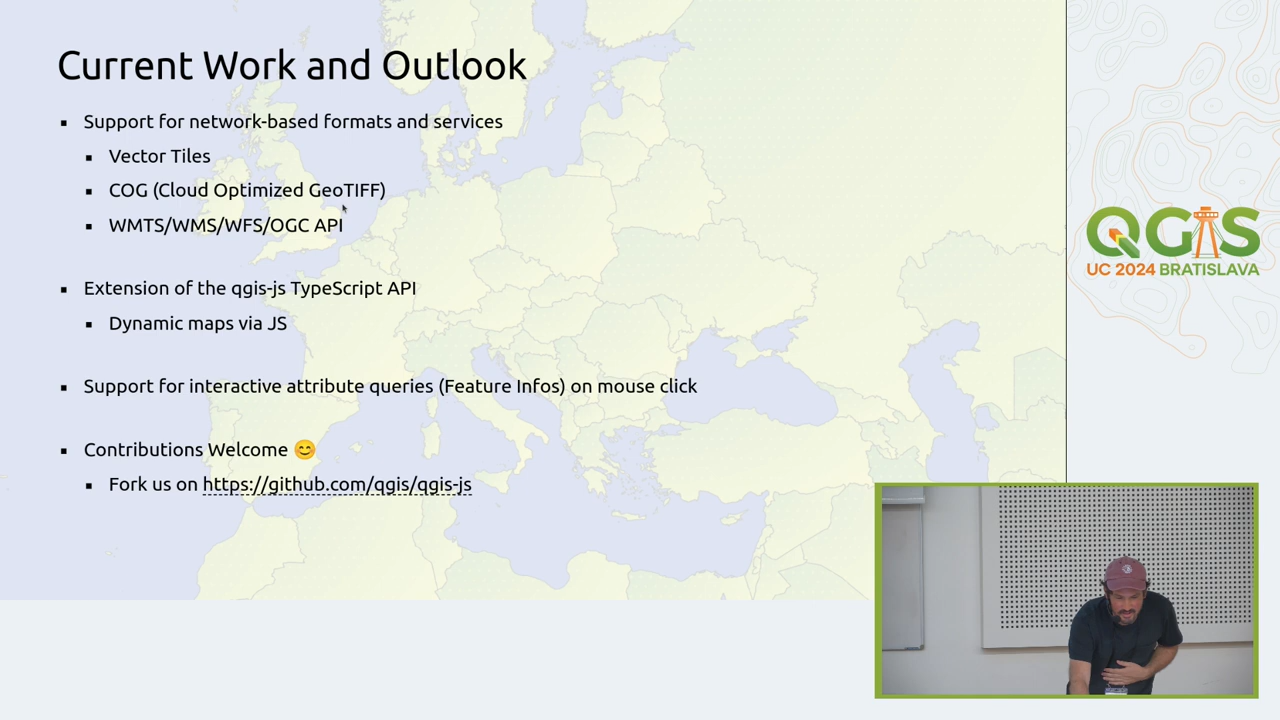 Current Work and Outlook
Support for network-based formats and services
Vector Tiles
COG (Cloud Optimized GeoTIFF)
WMTS/WMS/WFS/OGC API
Extension of the qgis-js TypeScript API
Dynamic maps via JS
Support for interactive attribute queries (Feature Infos) on mouse click
Contributions Welcome 😊
Fork us on https://github.com/qgis/qgis-js
QGIS
UC 2024 BRATISLAVA